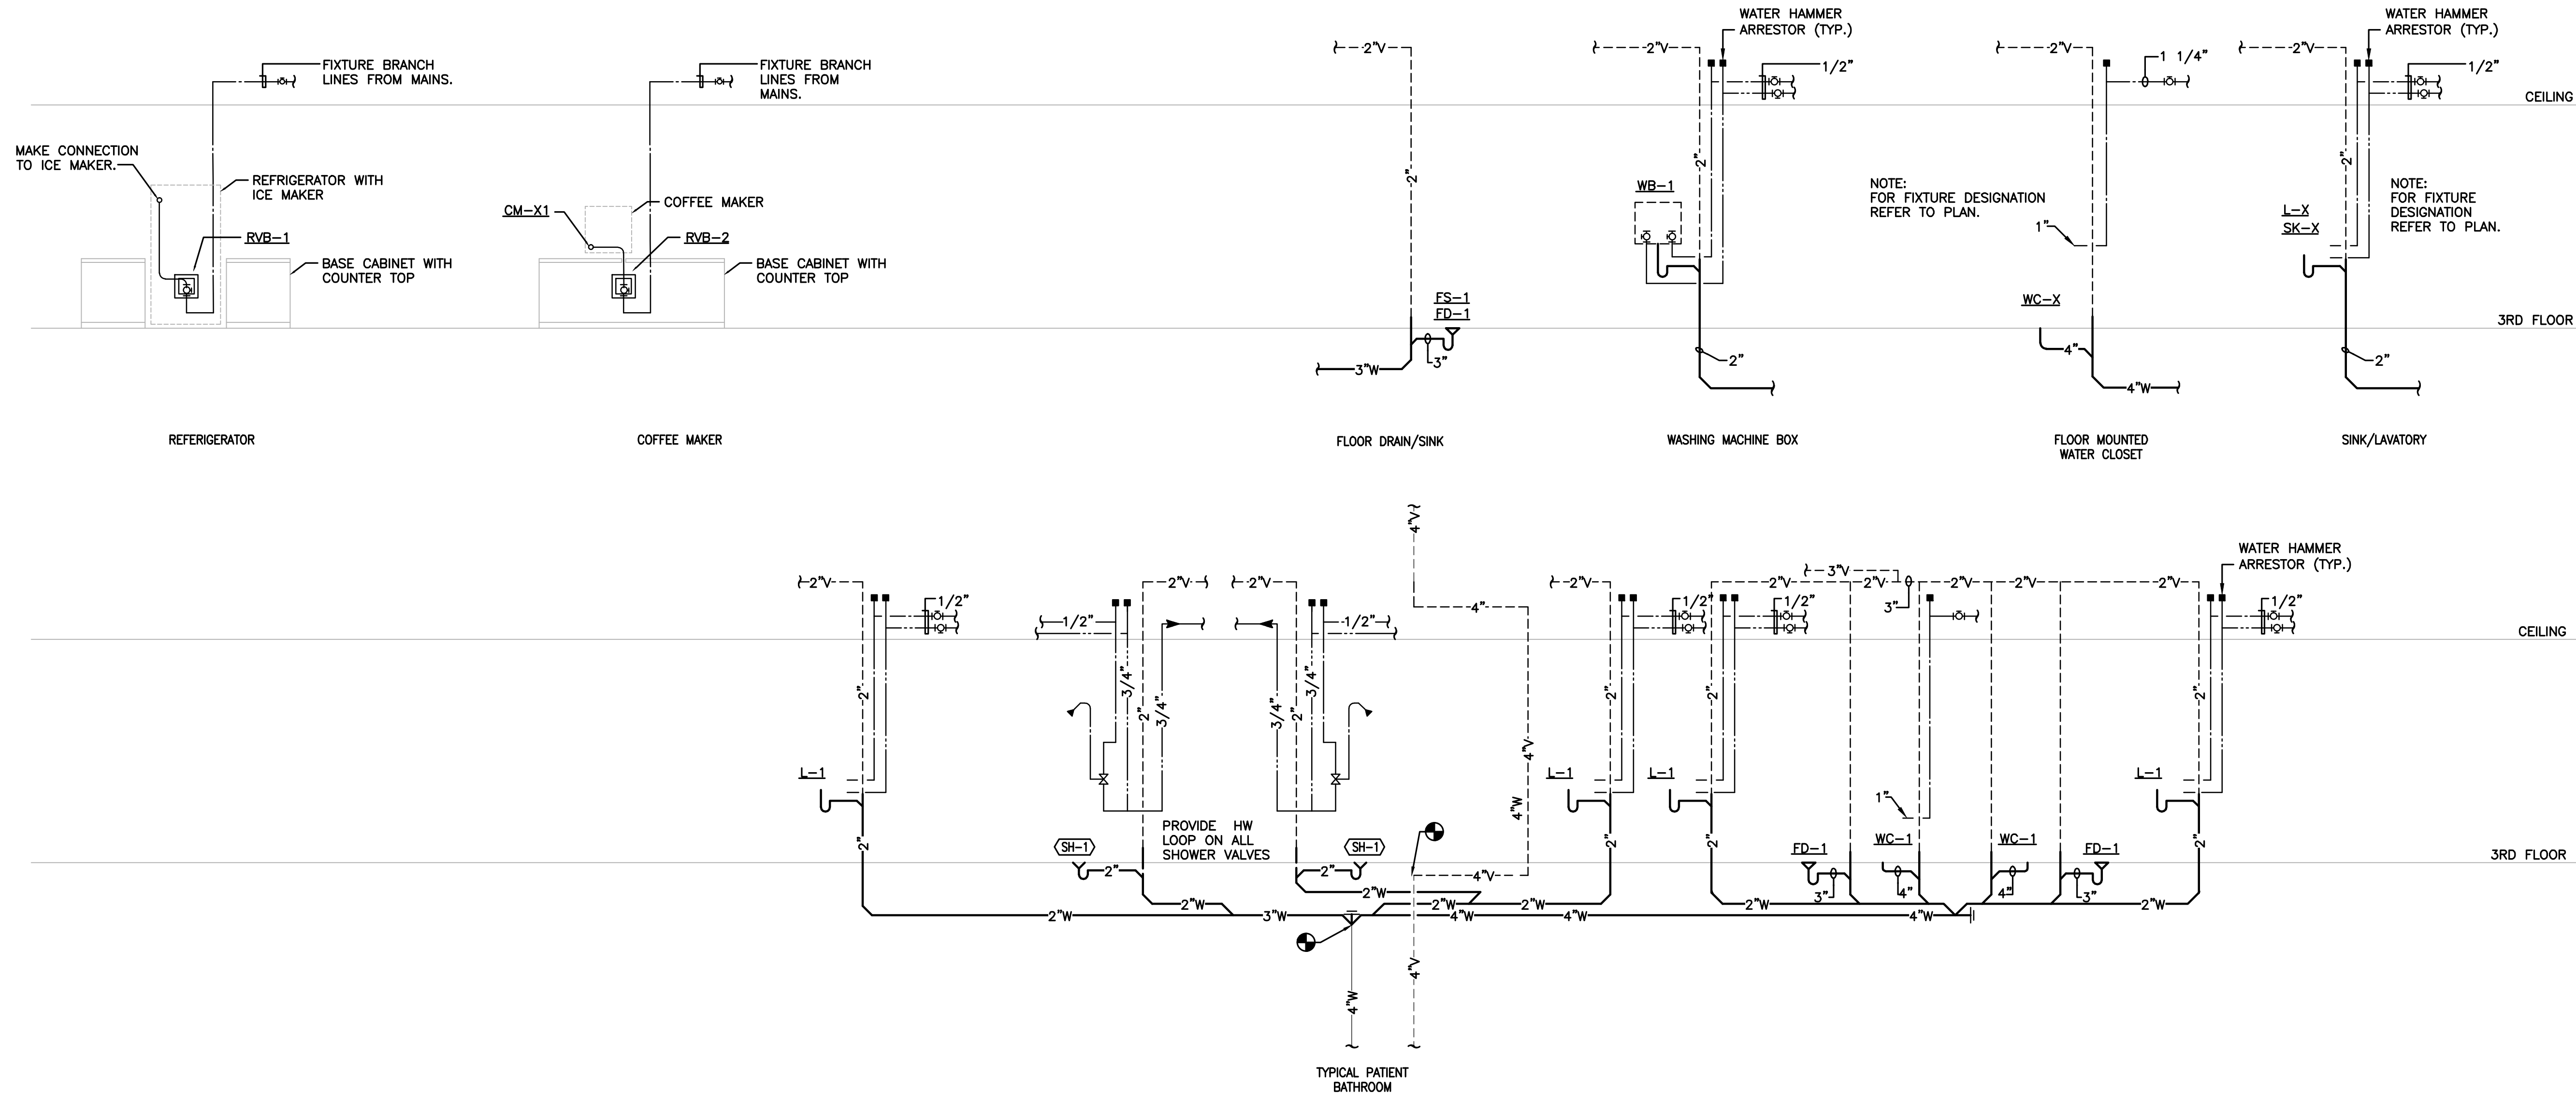 FIXTURE BRANCH
LINES FROM MAINS.
MAKE CONNECTION
TO ICE MAKER.
REFRIGERATOR WITH
ICE MAKER
RVB-1
BASE CABINET WITH
COUNTER TOP
REFERIGERATOR
FIXTURE BRANCH
LINES FROM
MAINS.
COFFEE MAKER
CM-X1
RVB-2
BASE CABINET WITH
COUNTER TOP
COFFEE MAKER
2"V
2"
FS-1
FD-1
3"
3"W
FLOOR DRAIN/SINK
WATER HAMMER
ARRESTOR (TYP.)
2"V
1/2"
2"
WB-1
2"
WASHING MACHINE BOX
2"V
1 1/4"
NOTE:
FOR FIXTURE DESIGNATION
REFER TO PLAN.
1"
WC-X
4"
4"W
FLOOR MOUNTED
WATER CLOSET
WATER HAMMER
ARRESTOR (TYP.)
2"V
1/2"
CEILING
2"
NOTE:
FOR FIXTURE
DESIGNATION
REFER TO PLAN.
L-X
SK-X
3RD FLOOR
2"
SINK/LAVATORY
2"V
1/2"
2"
L-1
2"
2"V
1/2"
3/4"
2"
3/4"
SH-1
2"
PROVIDE HW
LOOP ON ALL
SHOWER VALVES
2"V
1/2"
3/4"
2"
3/4"
SH-1
2"
4"V
4"
4"V
4"W
4"V
2"V
1/2"
2"
L-1
2"
2"V
1/2"
2"
L-1
2"
3"V
2"V
3"
2"V
2"V
2"V
1"
FD-1
3"
WC-1
4"
WC-1
4"
FD-1
3"
WATER HAMMER
ARRESTOR (TYP.)
1/2"
CEILING
2"
L-1
2"
3RD FLOOR
2"W
2"W
2"W
2"W
2"W
2"W
2"W
3"W
4"W
4"W
4"W
4"V
4"W
TYPICAL PATIENT
BATHROOM